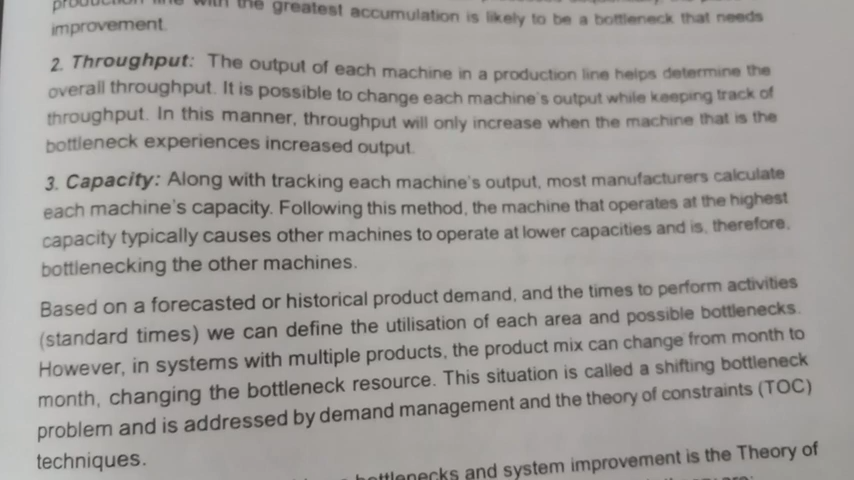 line with the greatest accumulation is likely to be a bottleneck that needs
improvement.
2. Throughput: The output of each machine in a production line helps determine the
overall throughput. It is possible to change each machine's output while keeping track of
throughput. In this manner, throughput will only increase when the machine that is the
bottleneck experiences increased output.
3. Capacity: Along with tracking each machine's output, most manufacturers calculate
each machine's capacity. Following this method, the machine that operates at the highest
capacity typically causes other machines to operate at lower capacities and is, therefore,
bottlenecking the other machines.
Based on a forecasted or historical product demand, and the times to perform activities
(standard times) we can define the utilisation of each area and possible bottlenecks.
However, in systems with multiple products, the product mix can change from month to
month, changing the bottleneck resource. This situation is called a shifting bottleneck
problem and is addressed by demand management and the theory of constraints (TOC)
techniques.
bottlenecks and system improvement is the Theory of